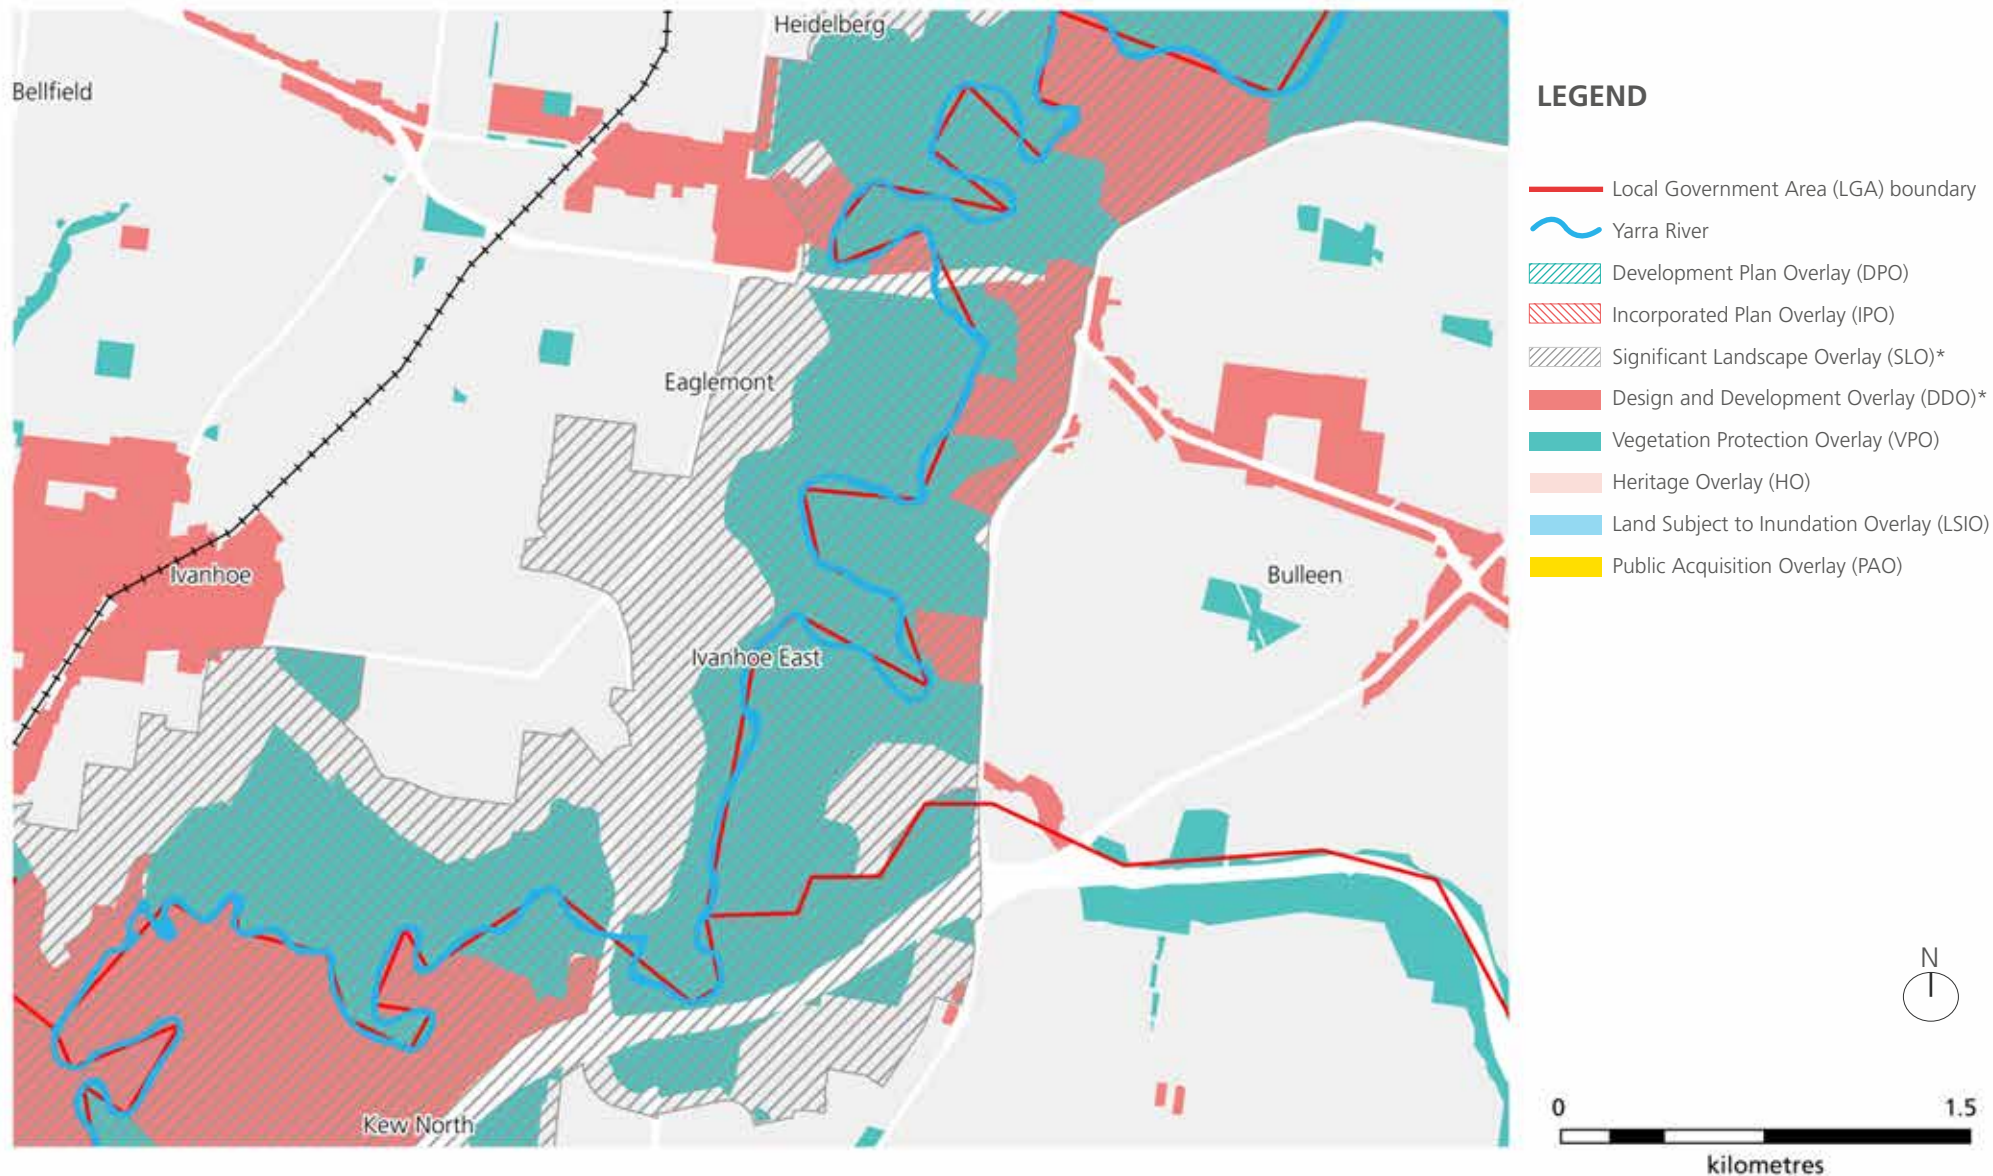 Heidelberg
Bellfield
Eaglemont
Ivanhoe
Bulleen
Ivanhoe East
Kew North
LEGEND
Local Government Area (LGA) boundary
Yarra River
Development Plan Overlay (DPO)
Incorporated Plan Overlay (IPO)
Significant Landscape Overlay (SLO)*
Design and Development Overlay (DDO)*
Vegetation Protection Overlay (VPO)
Heritage Overlay (HO)
Land Subject to Inundation Overlay (LSIO)
Public Acquisition Overlay (PAO)
N
0 1.5
kilometres